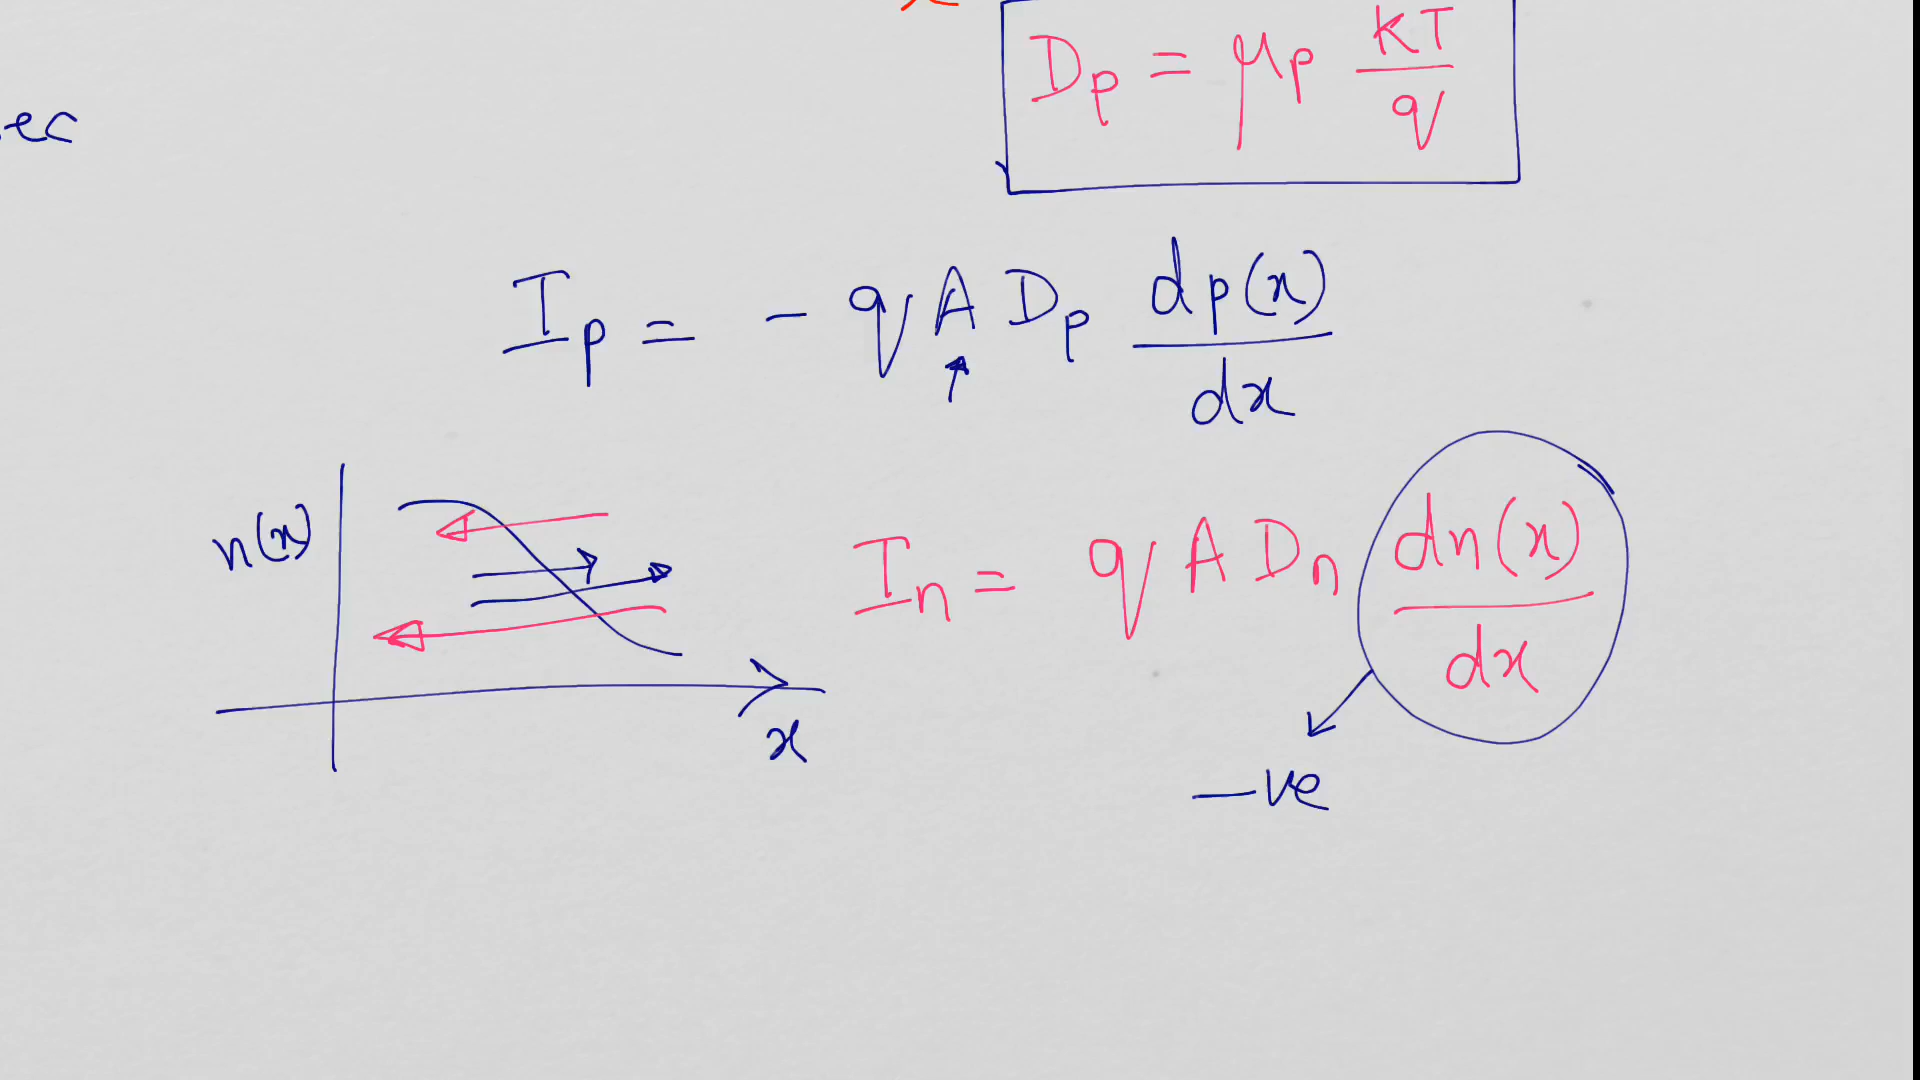 Dp = μp KT/q
ec
Ip = - q A Dp dp(x)/dx
n(x)
In = q A Dn dn(x)/dx
x
-ve